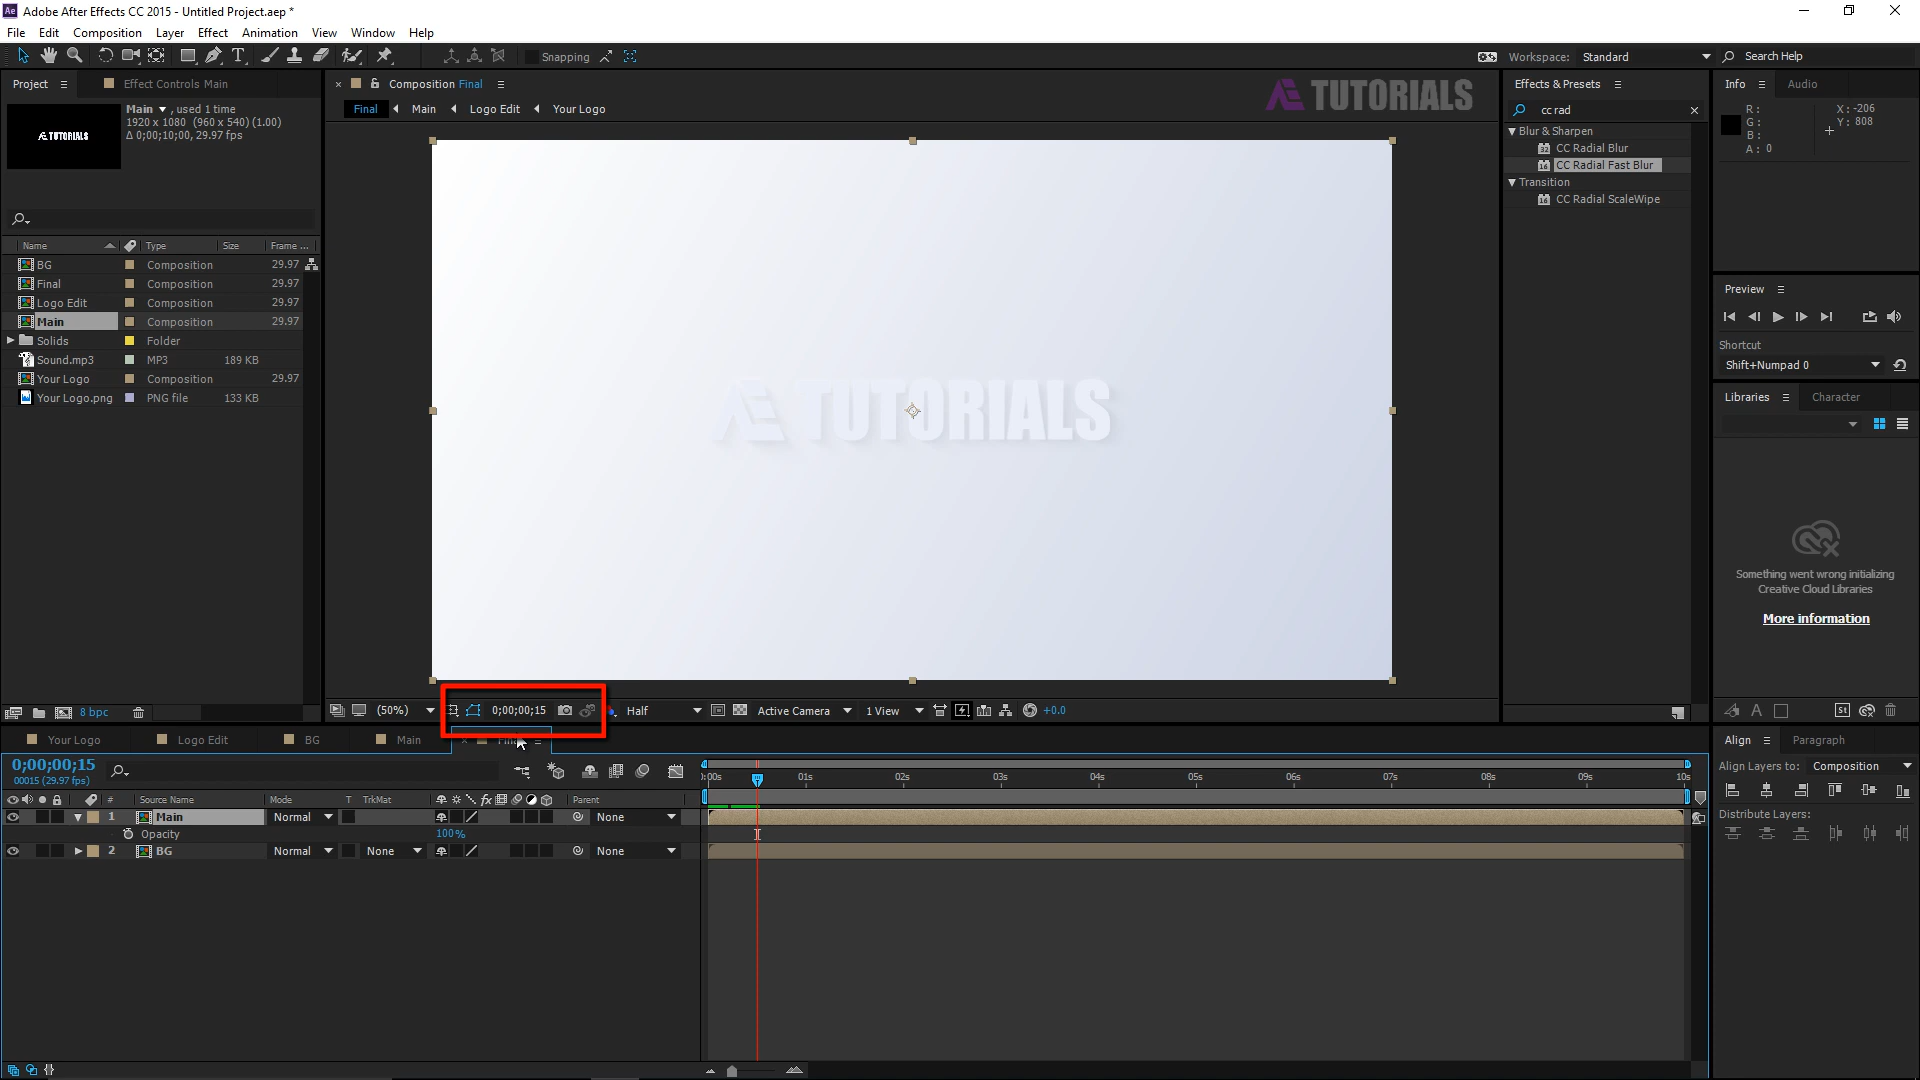 Ae Adobe After Effects CC 2015 - Untitled Project.aep *
File Edit Composition Layer Effect Animation View Window Help
Snapping
Workspace: Standard
Search Help
Project
Effect Controls Main
Main , used 1 time
1920 x 1080 (960 x 540) (1.00)
Δ 0;00;10;00, 29.97 fps
Æ TUTORIALS
Name Type Size Frame ...
BG Composition 29.97
Final Composition 29.97
Logo Edit Composition 29.97
Main Composition 29.97
Solids Folder
Sound.mp3 MP3 189 KB
Your Logo Composition 29.97
Your Logo.png PNG file 133 KB
8 bpc
Composition Final
Final Main Logo Edit Your Logo
Æ TUTORIALS
Æ TUTORIALS
(50%) 0;00;00;15 Half Active Camera 1 View +0.0
Effects & Presets
cc rad
Blur & Sharpen
32 CC Radial Blur
16 CC Radial Fast Blur
Transition
16 CC Radial ScaleWipe
Info Audio
R: X: -206
G: Y: 808
B:
A: 0
Preview
Shortcut
Shift+Numpad 0
Libraries Character
Something went wrong initializing
Creative Cloud Libraries
More information
St
Your Logo Logo Edit BG Main
0;00;00;15
00015 (29.97 fps)
# Source Name Mode T TrkMat fx Parent
1 Main Normal None
Opacity 100%
2 BG Normal None None
0:00s 01s 02s 03s 04s 05s 06s 07s 08s 09s 10s
Align Paragraph
Align Layers to: Composition
Distribute Layers: